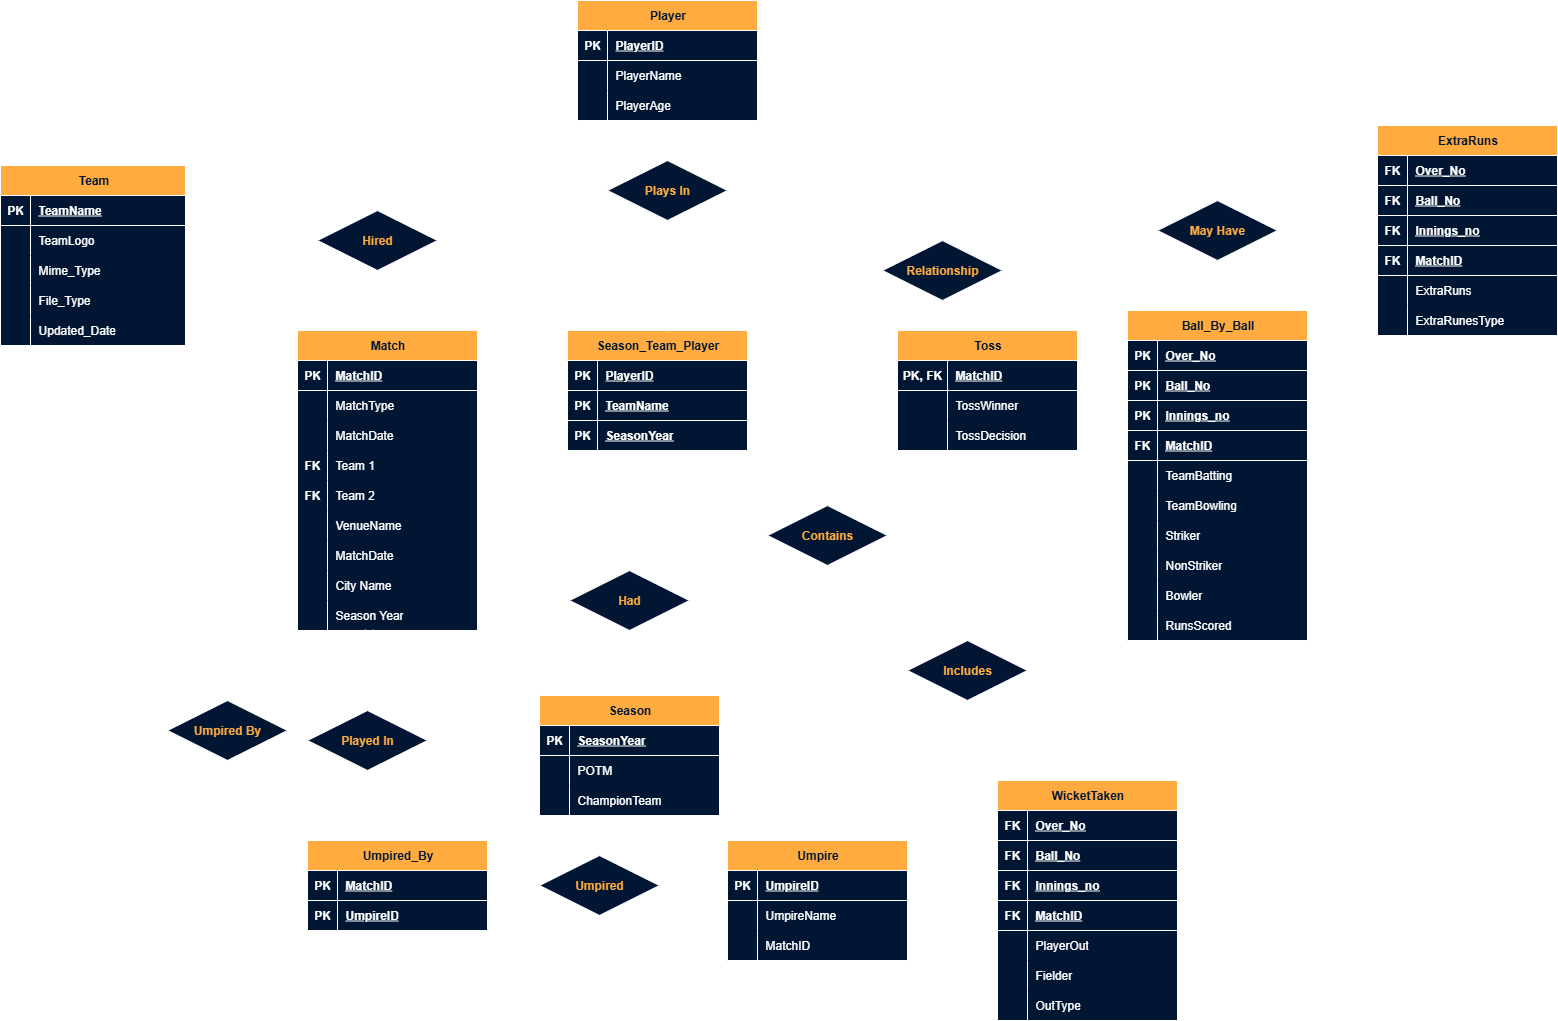 Player
PK PlayerID
PlayerName
PlayerAge
Plays In
Team
PK TeamName
TeamLogo
Mime_Type
File_Type
Updated_Date
Hired
Relationship
May Have
ExtraRuns
FK Over_No
FK Ball_No
FK Innings_no
FK MatchID
ExtraRuns
ExtraRunesType
Match
PK MatchID
MatchType
MatchDate
FK Team 1
FK Team 2
VenueName
MatchDate
City Name
Season Year
Season_Team_Player
PK PlayerID
PK TeamName
PK SeasonYear
Toss
PK, FK MatchID
TossWinner
TossDecision
Ball_By_Ball
PK Over_No
PK Ball_No
PK Innings_no
FK MatchID
TeamBatting
TeamBowling
Striker
NonStriker
Bowler
RunsScored
Contains
Had
Includes
Umpired By
Played In
Season
PK SeasonYear
POTM
ChampionTeam
Umpired_By
PK MatchID
PK UmpireID
Umpired
Umpire
PK UmpireID
UmpireName
MatchID
WicketTaken
FK Over_No
FK Ball_No
FK Innings_no
FK MatchID
PlayerOut
Fielder
OutType